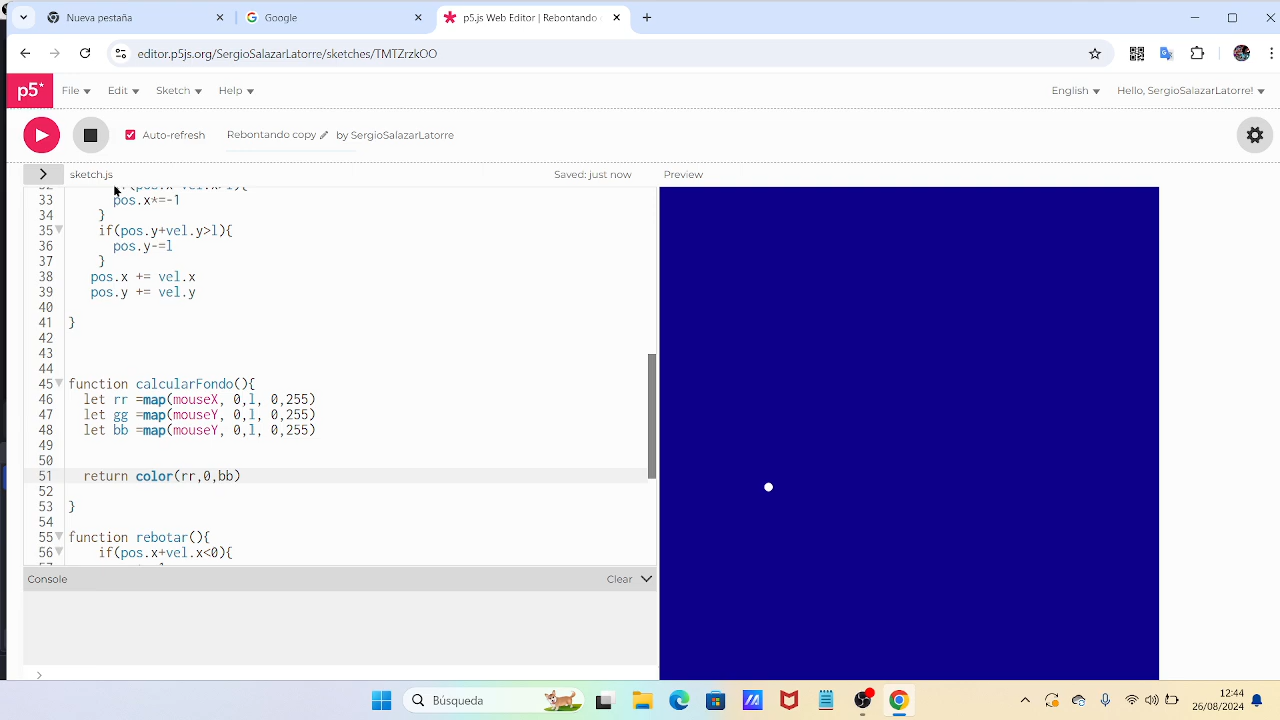 Nueva pestaña
Google
p5.js Web Editor | Rebontando
editor.p5js.org/SergioSalazarLatorre/sketches/TMTZrzkOO
p5*
File
Edit
Sketch
Help
English
Hello, SergioSalazarLatorre!
Auto-refresh
Rebontando copy
by SergioSalazarLatorre
>
sketch.js
Saved: just now
Preview
33 pos.x*=-1
34 }
35 if(pos.y+vel.y>l){
36 pos.y-=l
37 }
38 pos.x += vel.x
39 pos.y += vel.y
40
41 }
42
43
44
45 function calcularFondo(){
46 let rr =map(mouseX, 0,l, 0,255)
47 let gg =map(mouseY, 0,l, 0,255)
48 let bb =map(mouseY, 0,l, 0,255)
49
50
51 return color(rr,0,bb)
52
53 }
54
55 function rebotar(){
56 if(pos.x+vel.x<0){
Console
Clear
>
Búsqueda
12:44
26/08/2024